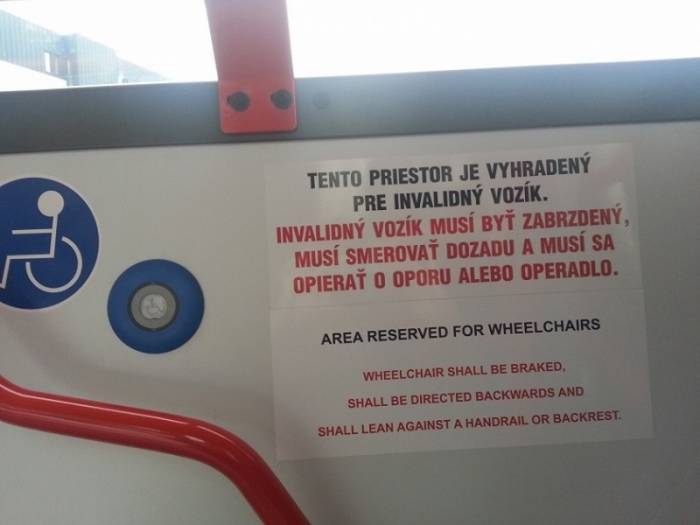 TENTO PRIESTOR JE VYHRADENÝ
PRE INVALIDNÝ VOZÍK.
INVALIDNÝ VOZÍK MUSÍ BYŤ ZABRZDENÝ,
MUSÍ SMEROVAŤ DOZADU A MUSÍ SA
OPIERAŤ O OPORU ALEBO OPERADLO.
AREA RESERVED FOR WHEELCHAIRS
WHEELCHAIR SHALL BE BRAKED,
SHALL BE DIRECTED BACKWARDS AND
SHALL LEAN AGAINST A HANDRAIL OR BACKREST.